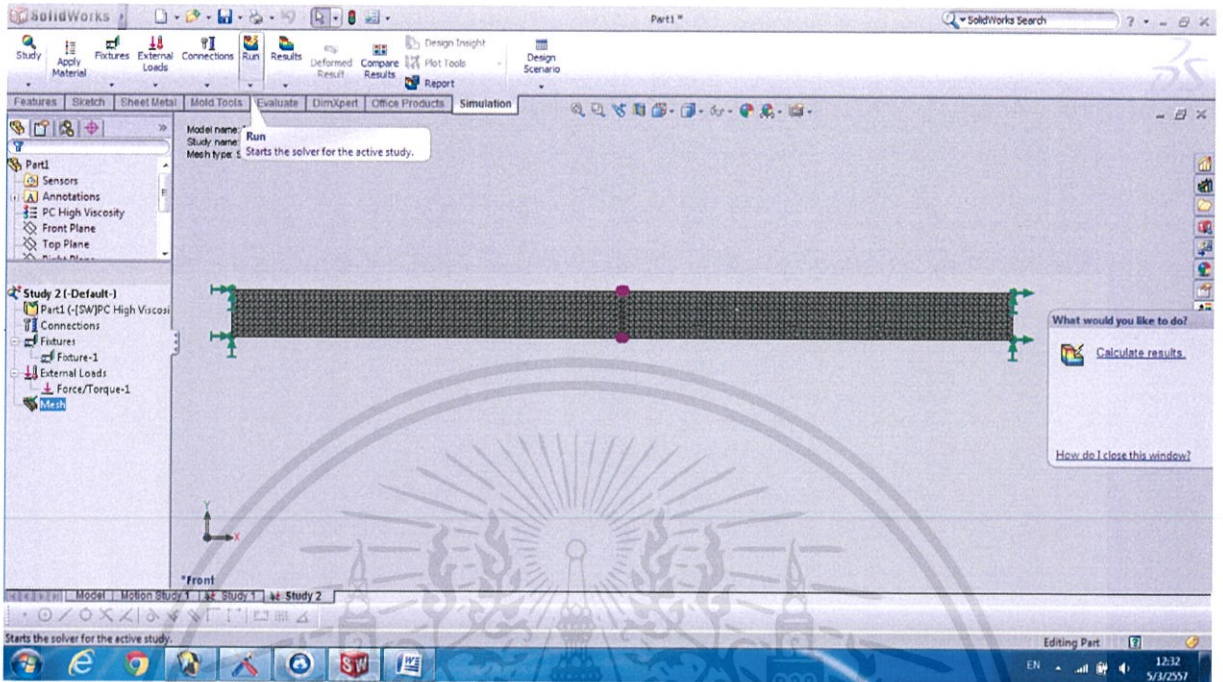 SolidWorks
Part1 *
SolidWorks Search
Study
Apply Material
Fixtures
External Loads
Connections
Run
Results
Deformed Result
Compare Results
Design Insight
Plot Tools
Report
Design Scenario
Features
Sketch
Sheet Metal
Mold Tools
Evaluate
DimXpert
Office Products
Simulation
Model name:
Study name:
Mesh type: S
Run
Starts the solver for the active study.
Part1
Sensors
Annotations
PC High Viscosity
Front Plane
Top Plane
Right Plane
Study 2 (-Default-)
Part1 (-[SW]PC High Viscosi
Connections
Fixtures
Fixture-1
External Loads
Force/Torque-1
Mesh
What would you like to do?
Calculate results.
How do I close this window?
Y
X
*Front
Model
Motion Study 1
Study 1
Study 2
Starts the solver for the active study.
Editing Part
EN
12:32
5/3/2557